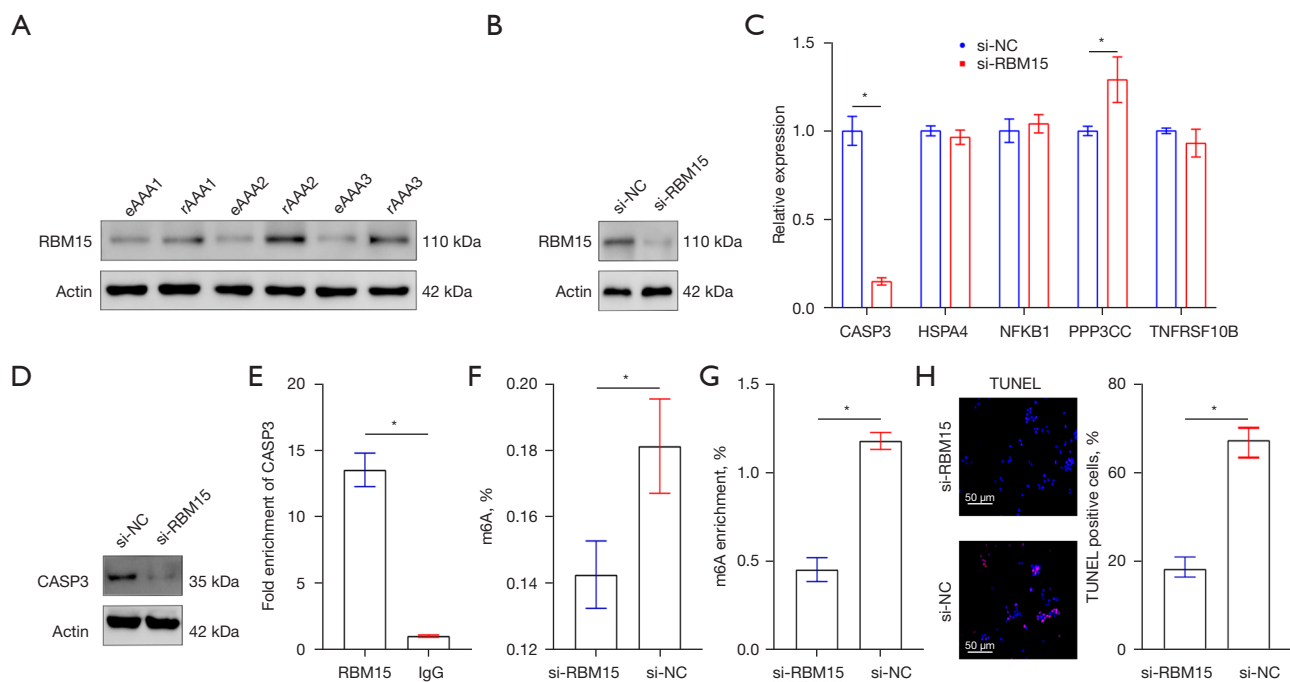 A
eAAA1 rAAA1 eAAA2 rAAA2 eAAA3 rAAA3
RBM15 110 kDa
Actin 42 kDa
B
si-NC si-RBM15
RBM15 110 kDa
Actin 42 kDa
C
si-NC
si-RBM15
Relative expression
1.5
1.0
0.5
0.0
* *
CASP3 HSPA4 NFKB1 PPP3CC TNFRSF10B
D
si-NC si-RBM15
CASP3 35 kDa
Actin 42 kDa
E
Fold enrichment of CASP3
20
15
10
5
0
*
RBM15 IgG
F
m6A, %
0.20
0.18
0.16
0.14
0.12
*
si-RBM15 si-NC
G
m6A enrichment, %
1.5
1.0
0.5
0.0
*
si-RBM15 si-NC
H
TUNEL
si-RBM15
50 μm
si-NC
50 μm
TUNEL positive cells, %
80
60
40
20
0
*
si-RBM15 si-NC